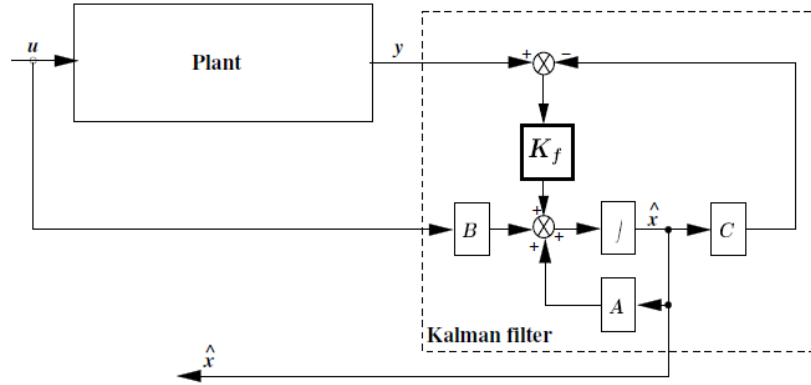 u
Plant
y
+
−
K_f
+
B
+
+
∫
x̂
C
A
Kalman filter
x̂